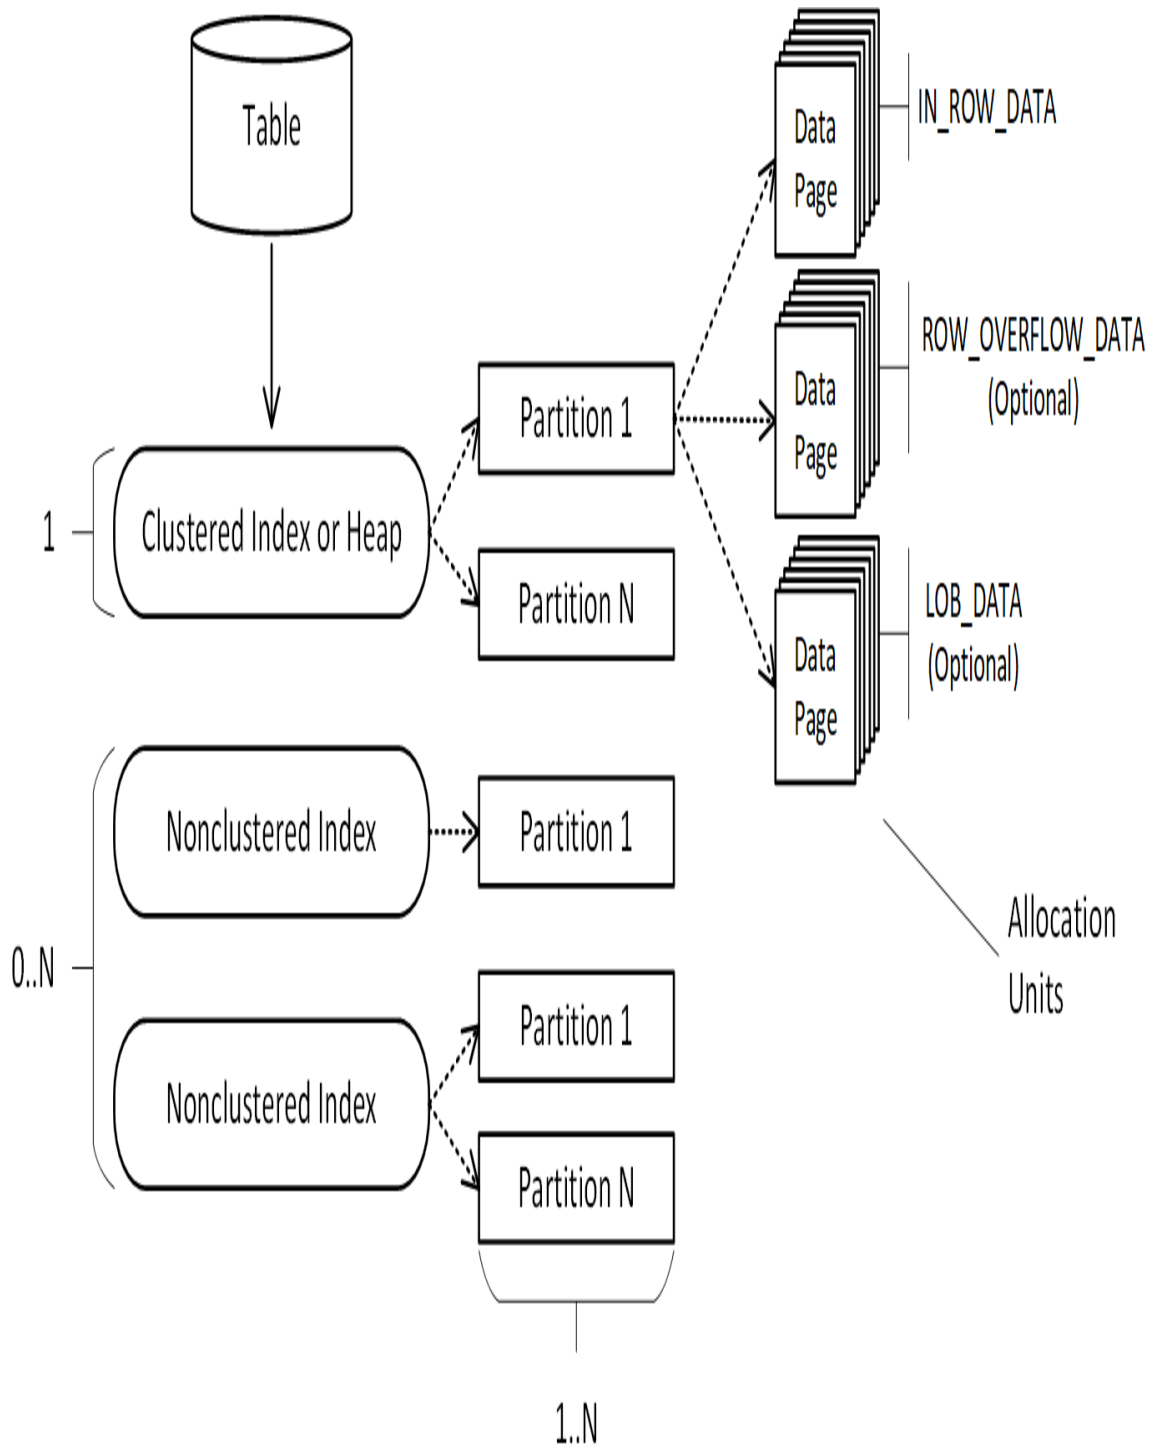 Table
Data
Page
IN_ROW_DATA
Data
Page
ROW_OVERFLOW_DATA
(Optional)
Partition 1
1
Clustered Index or Heap
Partition N
Data
Page
LOB_DATA
(Optional)
Nonclustered Index
Partition 1
Allocation
Units
0..N
Partition 1
Nonclustered Index
Partition N
1..N